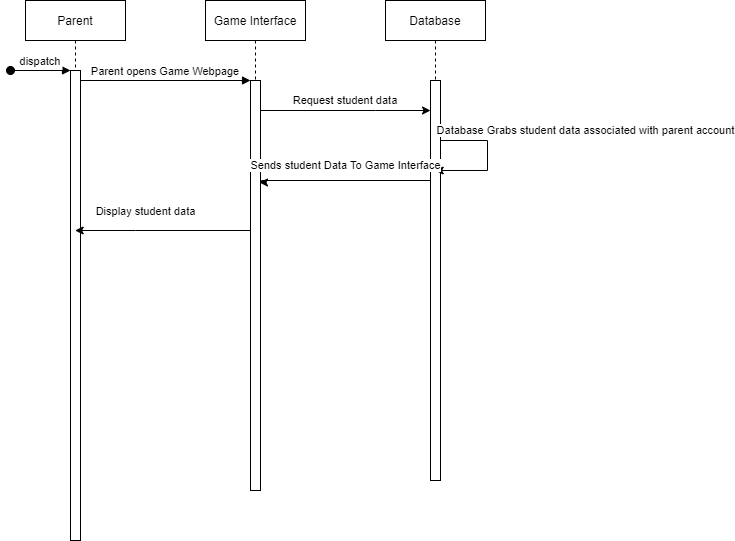 Parent
Game Interface
Database
dispatch
Parent opens Game Webpage
Request student data
Database Grabs student data associated with parent account
Sends student Data To Game Interface
Display student data